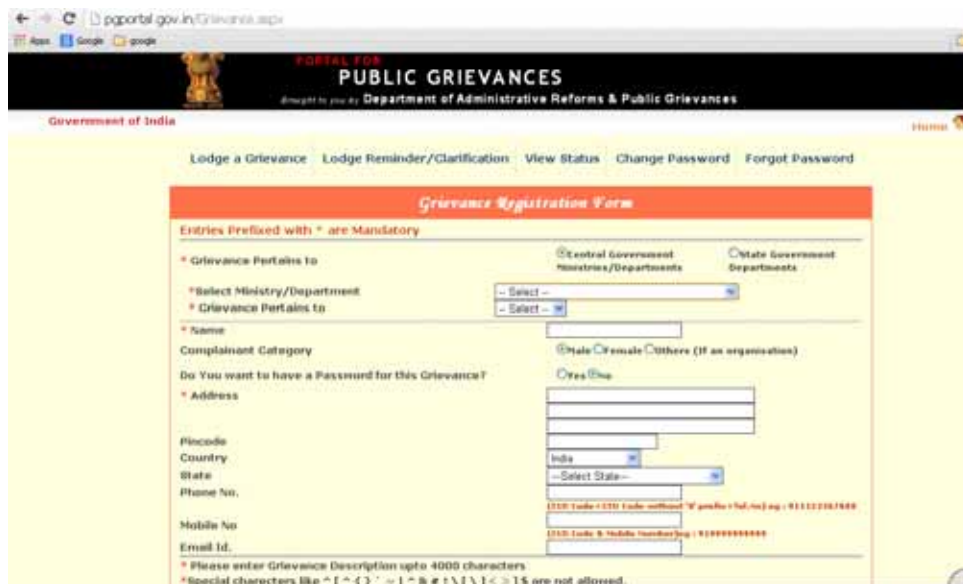 pgportal.gov.in/Grievance.aspx
Apps Google google
PORTAL FOR
PUBLIC GRIEVANCES
Brought to you by Department of Administrative Reforms & Public Grievances
Government of India
Home
Lodge a Grievance Lodge Reminder/Clarification View Status Change Password Forgot Password
Grievance Registration Form
Entries Prefixed with * are Mandatory
* Grievance Pertains to Central Government State Government
Ministries/Departments Departments
*Select Ministry/Department -- Select --
* Grievance Pertains to -- Select --
* Name
Complainant Category Male Female Others (If an organisation)
Do You want to have a Password for this Grievance? Yes No
* Address
Pincode
Country India
State --Select State--
Phone No.
Mobile No
Email Id.
* Please enter Grievance Description upto 4000 characters
*Special characters like are not allowed.